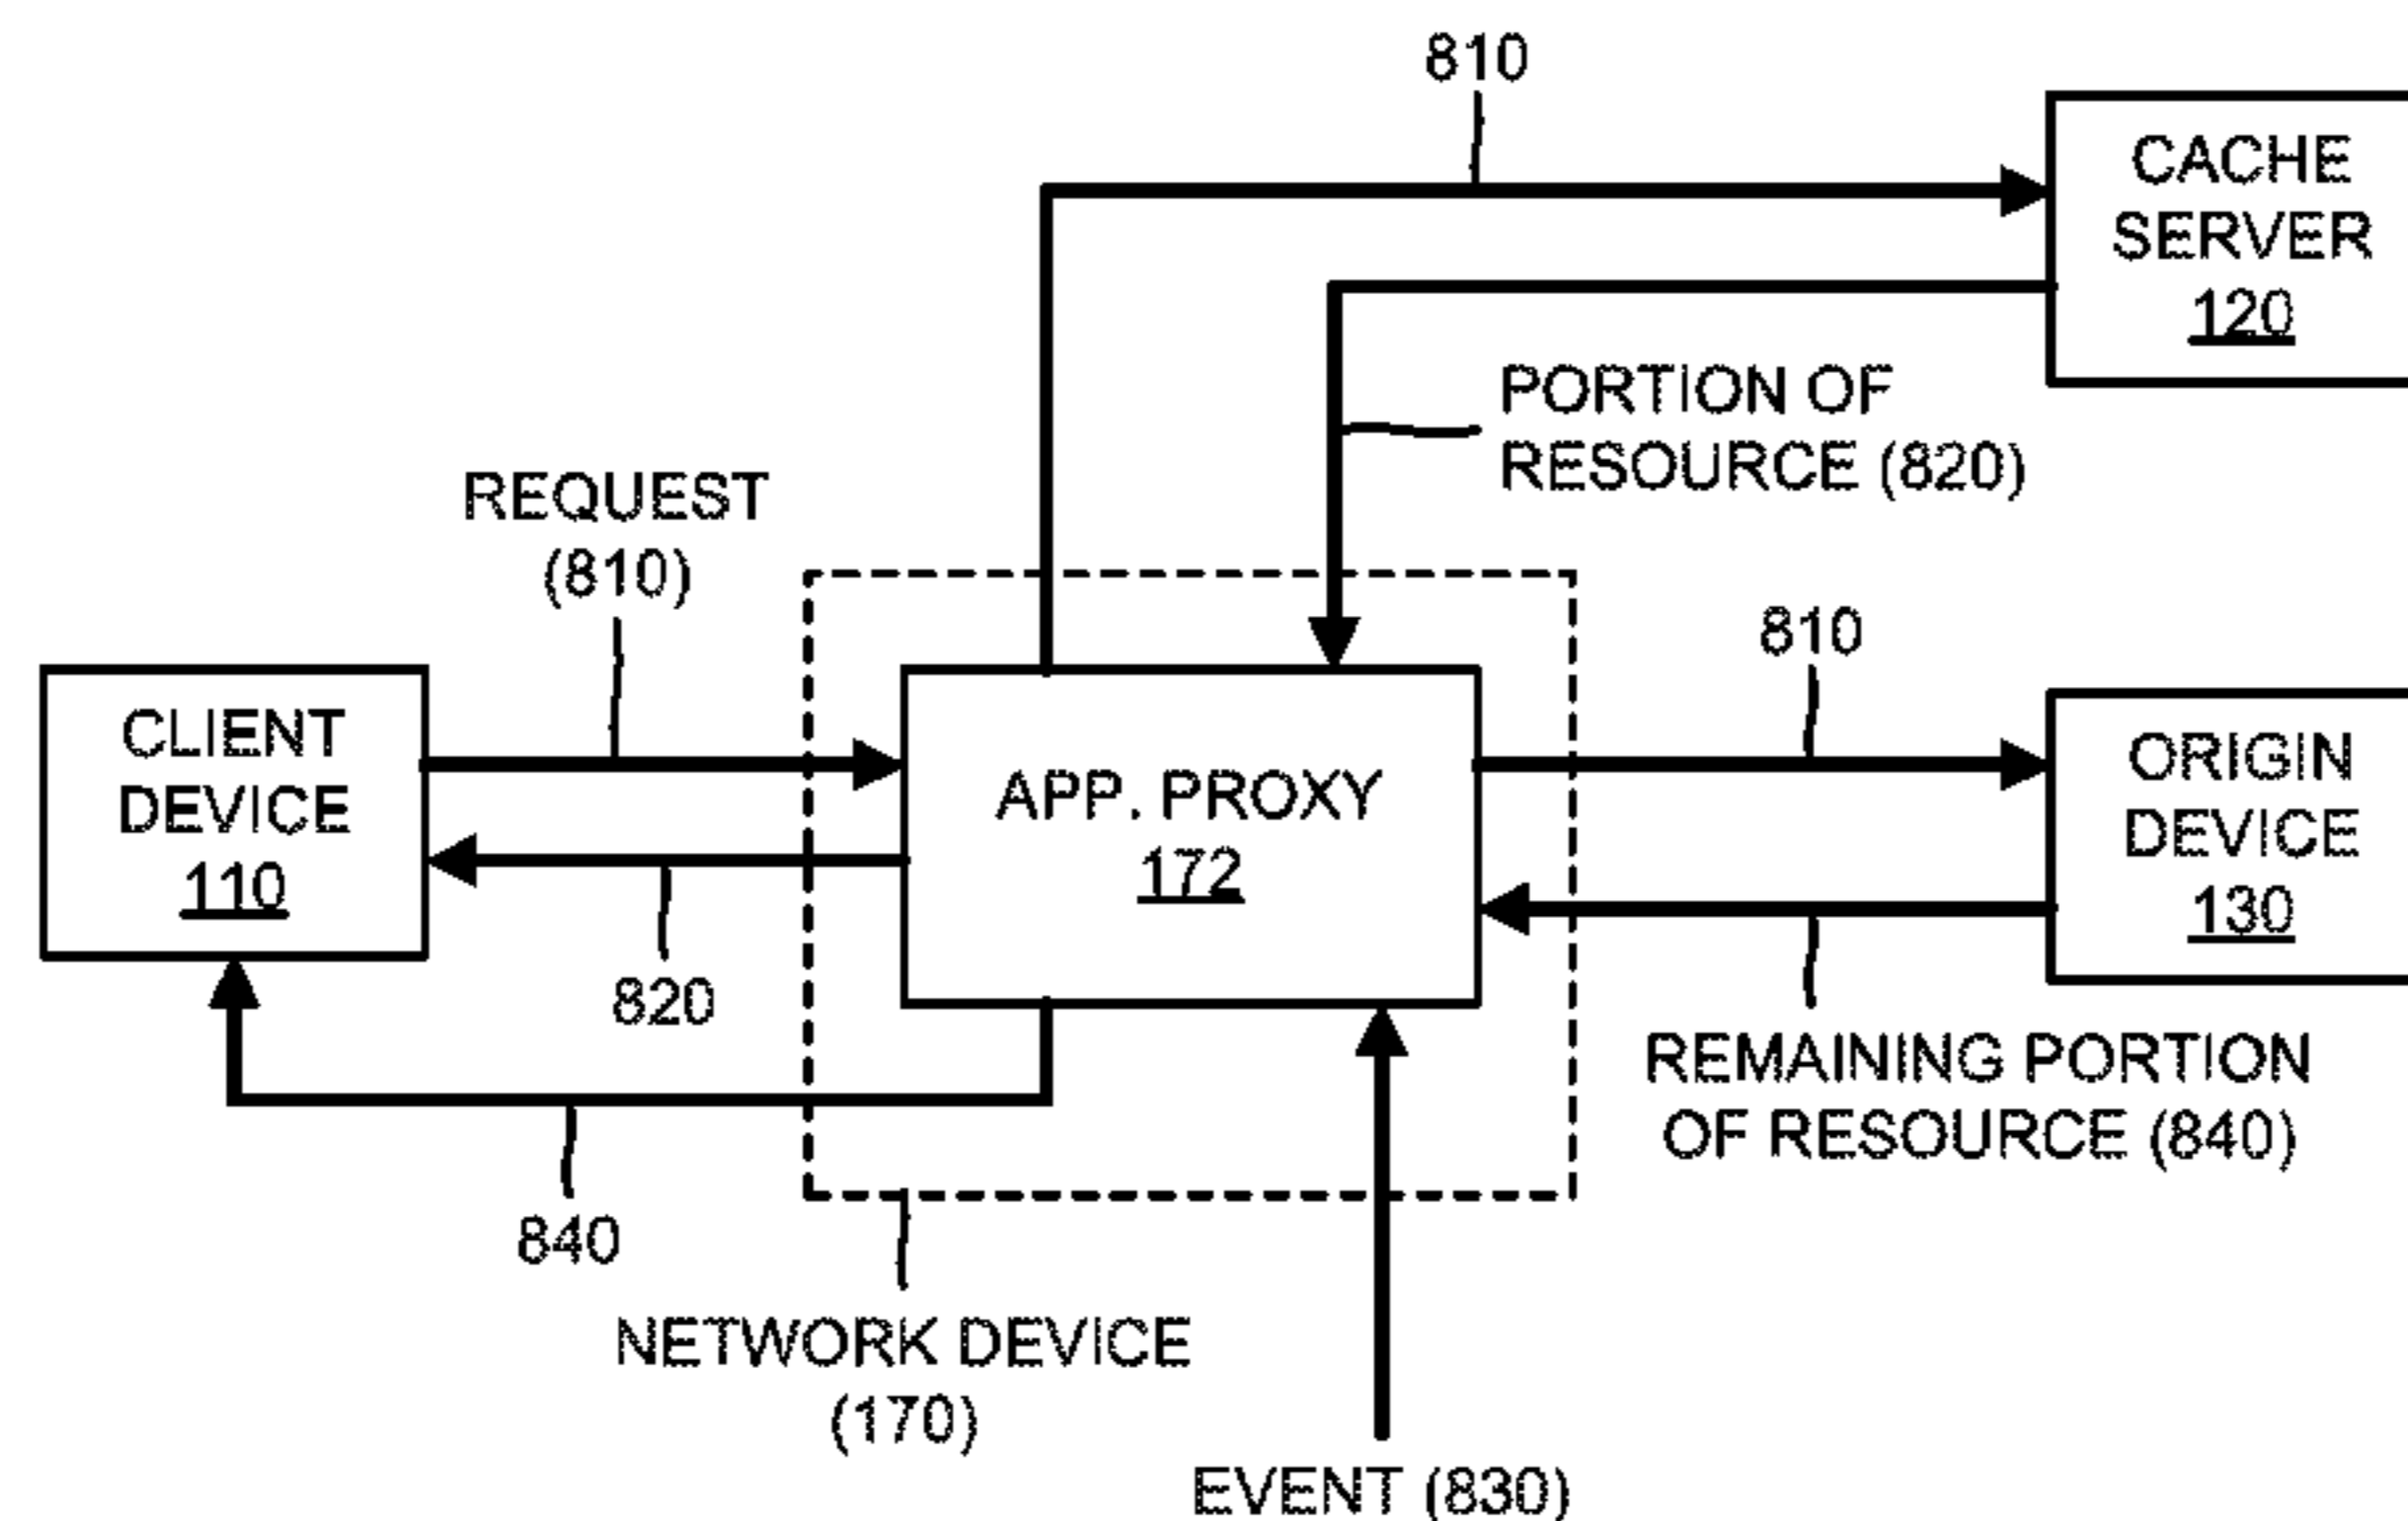 810
CACHE
SERVER
120
PORTION OF
RESOURCE (820)
REQUEST
(810)
810
CLIENT
DEVICE
110
APP. PROXY
172
ORIGIN
DEVICE
130
820
REMAINING PORTION
OF RESOURCE (840)
840
NETWORK DEVICE
(170)
EVENT (830)